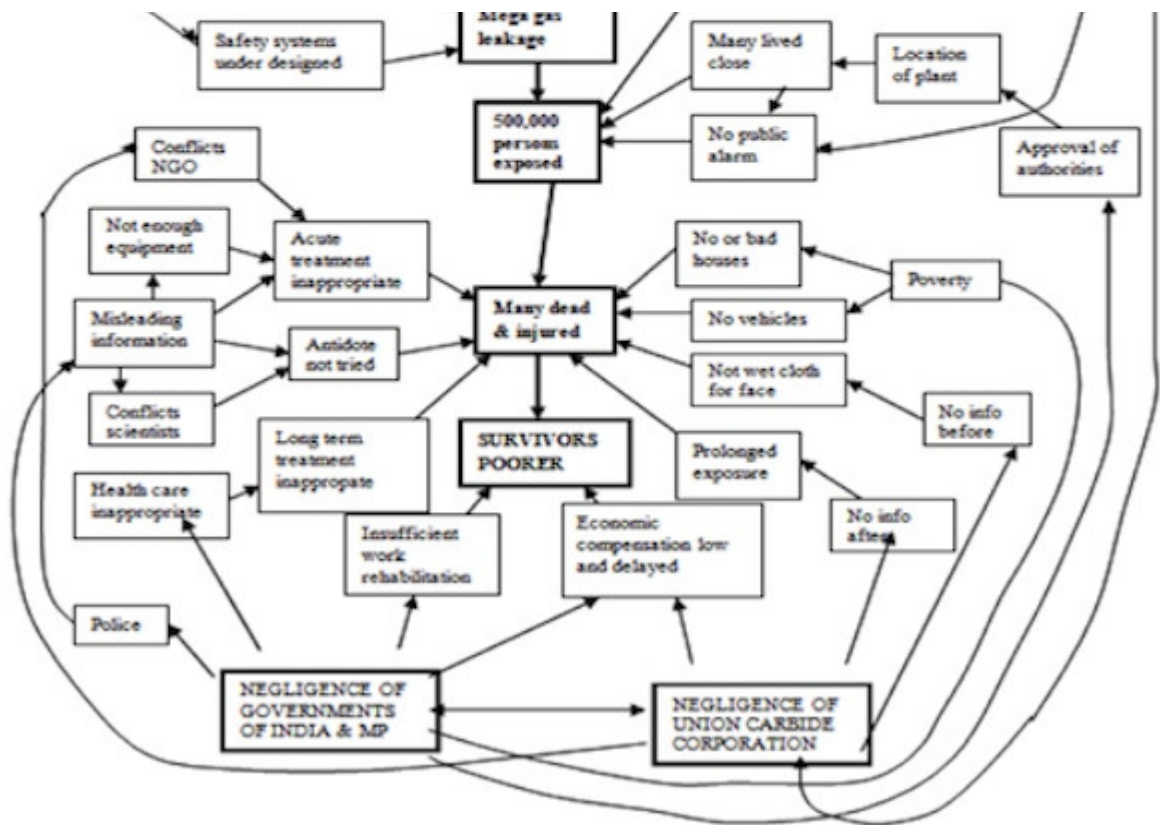 Mega gas
leakage
Safety systems
under designed
Many lived
close
Location
of plant
500,000
persons
exposed
No public
alarm
Approval of
authorities
Conflicts
NGO
Not enough
equipment
Acute
treatment
inappropriate
No or bad
houses
Poverty
Misleading
information
Many dead
& injured
No vehicles
Antidote
not tried
Not wet cloth
for face
Conflicts
scientists
No info
before
Long term
treatment
inappropate
SURVIVORS
POORER
Prolonged
exposure
Health care
inappropriate
Insufficient
work
rehabilitation
Economic
compensation low
and delayed
No info
after
Police
NEGLIGENCE OF
GOVERNMENTS
OF INDIA & MP
NEGLIGENCE OF
UNION CARBIDE
CORPORATION